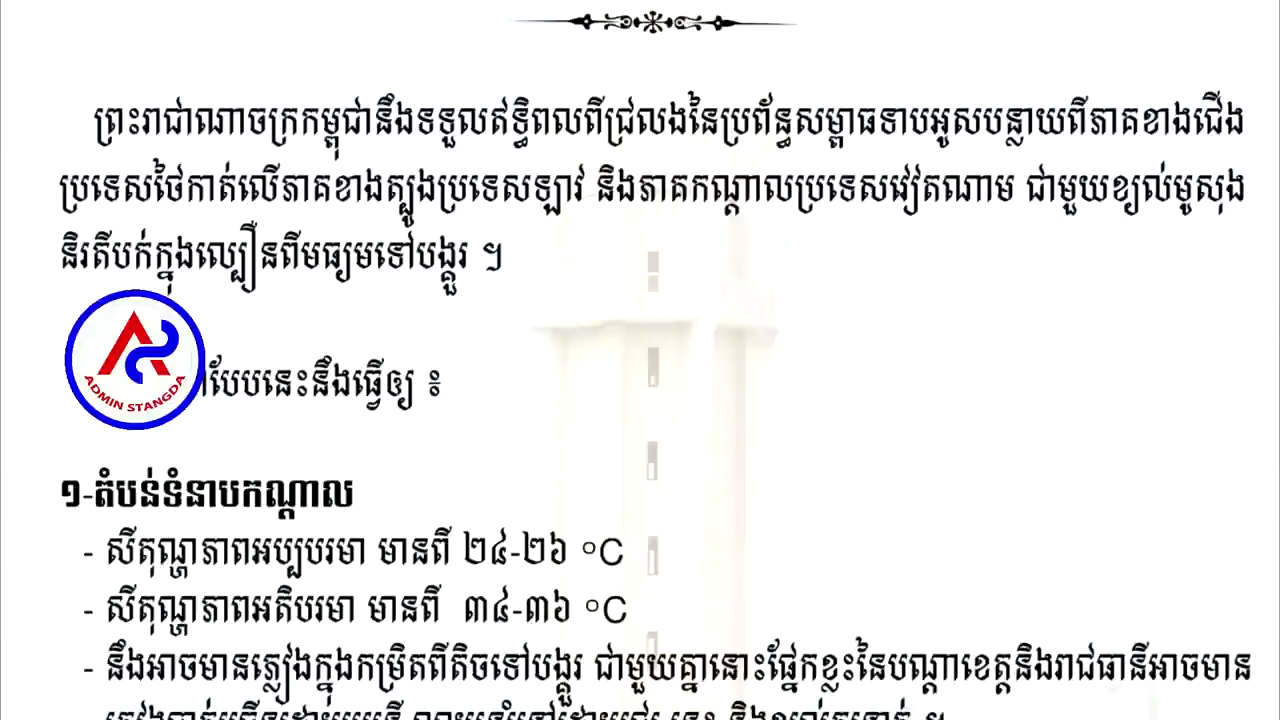 ព្រះរាជាណាចក្រកម្ពុជានឹងទទួលឥទ្ធិពលពីជ្រលងនៃប្រព័ន្ធសម្ពាធទាបអូសបន្លាយពីភាគខាងជើង
ប្រទេសថៃកាត់លើភាគខាងត្បូងប្រទេសឡាវ និងភាគកណ្តាលប្រទេសវៀតណាម ជាមួយខ្យល់មូសុង
និរតីបក់ក្នុងល្បឿនពីមធ្យមទៅបង្គួរ ។
បែបនេះនឹងធ្វើឲ្យ ៖
ADMIN STANGDA
១-តំបន់ទំនាបកណ្តាល
- សីតុណ្ហភាពអប្បបរមា មានពី ២៤-២៦ °C
- សីតុណ្ហភាពអតិបរមា មានពី ៣៤-៣៦ °C
- នឹងអាចមានភ្លៀងក្នុងកម្រិតពីតិចទៅបង្គួរ ជាមួយគ្នានោះផ្នែកខ្លះនៃបណ្តាខេត្តនិងរាជធានីអាចមាន